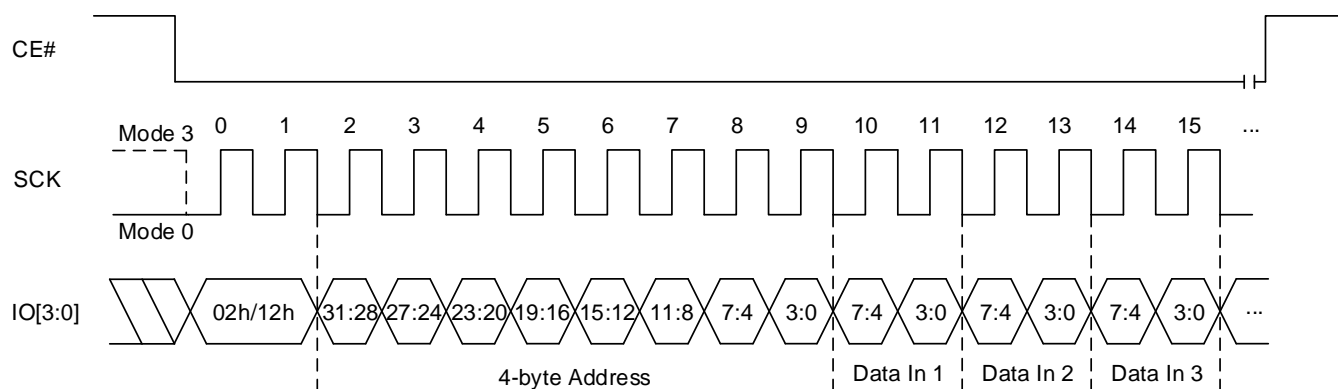 CE#
Mode 3 0 1 2 3 4 5 6 7 8 9 10 11 12 13 14 15 ...
SCK
Mode 0
IO[3:0] 02h/12h 31:28 27:24 23:20 19:16 15:12 11:8 7:4 3:0 7:4 3:0 7:4 3:0 7:4 3:0 ...
4-byte Address Data In 1 Data In 2 Data In 3